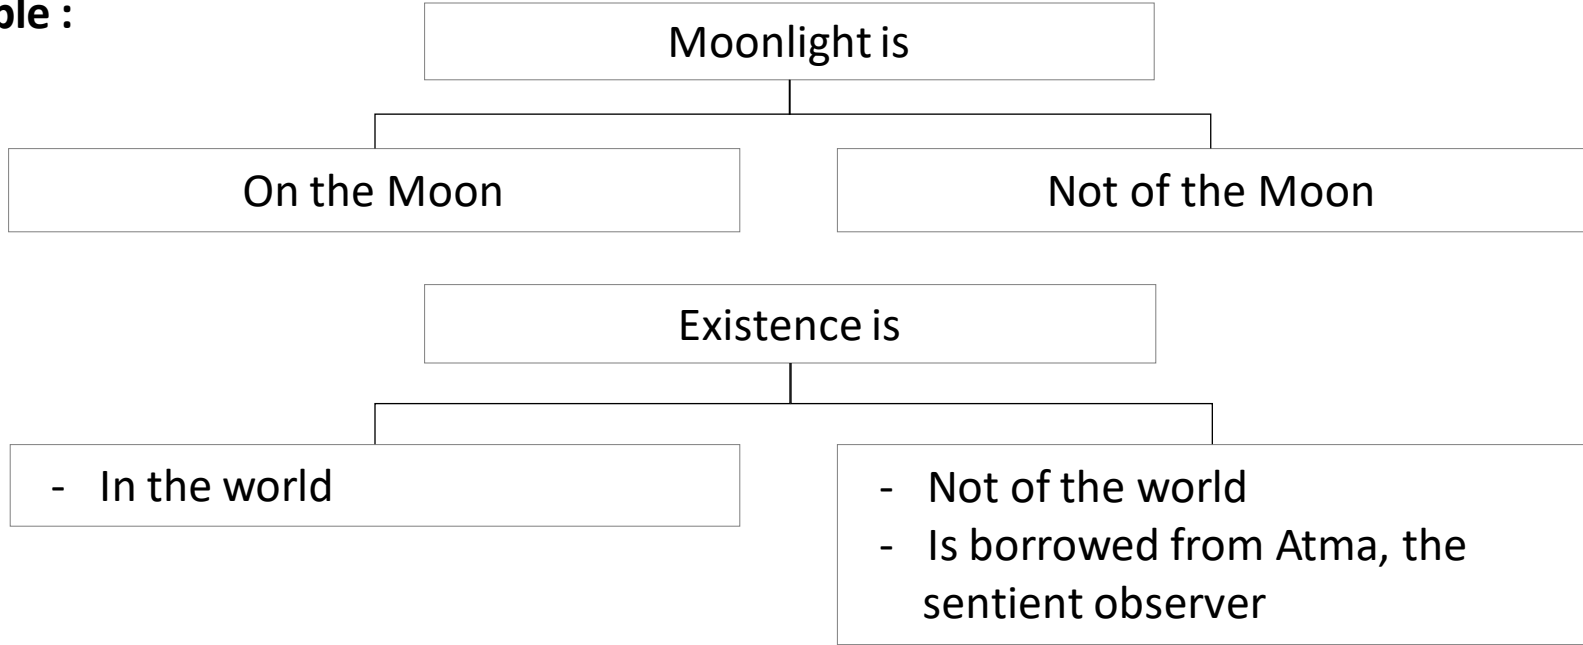 ple :
Moonlight is
On the Moon
Not of the Moon
Existence is
- In the world
- Not of the world
- Is borrowed from Atma, the
sentient observer